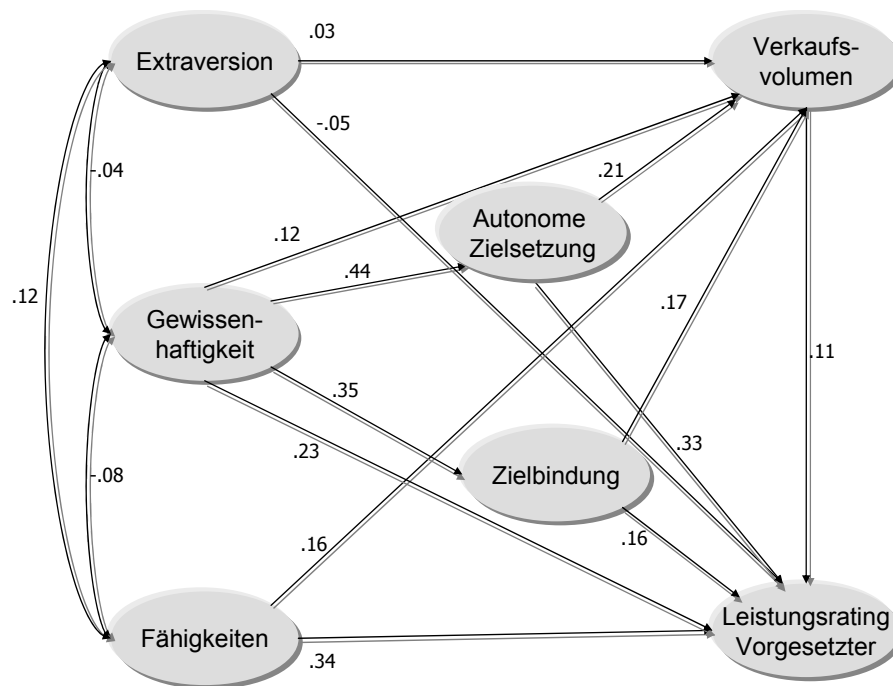 .03
Extraversion
Verkaufs-
volumen
-.05
-.04
.21
Autonome
Zielsetzung
.12
.44
.12
.17
Gewissen-
haftigkeit
.11
.35
.33
.23
Zielbindung
-.08
.16
.16
Fähigkeiten
.34
Leistungsrating
Vorgesetzter